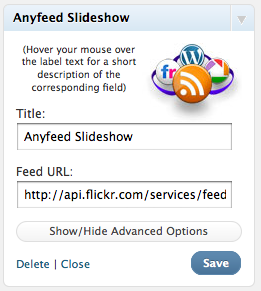 Anyfeed Slideshow
(Hover your mouse over
the label text for a short
description of the
corresponding field)
Title:
Anyfeed Slideshow
Feed URL:
http://api.flickr.com/services/feed
Show/Hide Advanced Options
Delete | Close
Save